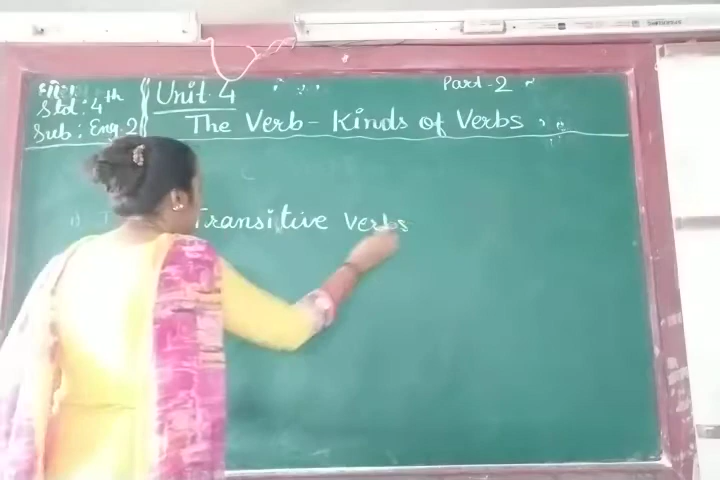 Unit. 4
Part-2
Std: 4th
Sub: Eng.2
The Verb - Kinds of Verbs
Transitive Verbs